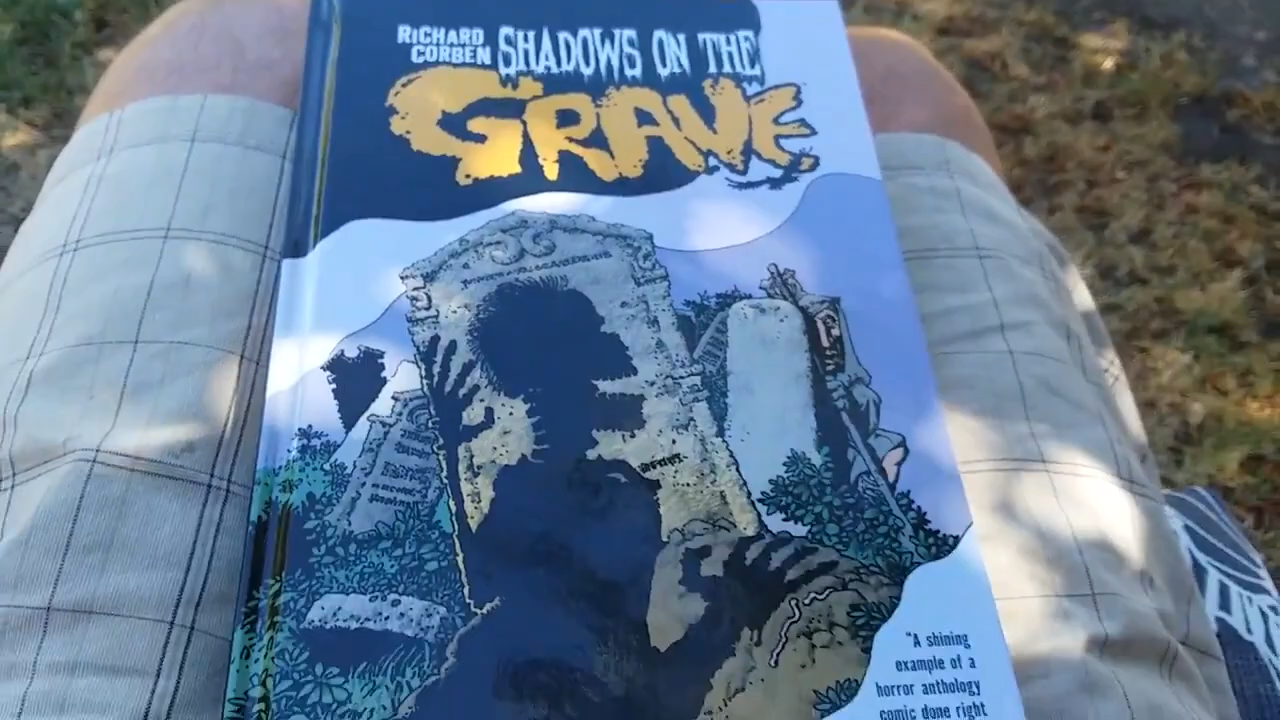 RICHARD
CORBEN
SHADOWS ON THE
GRAVE.
"A shining
example of a
horror anthology
comic done right